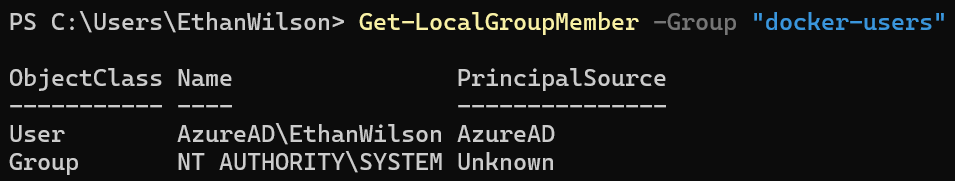 PS C:\Users\EthanWilson> Get-LocalGroupMember -Group "docker-users"
ObjectClass Name                PrincipalSource
----------- ----                ---------------
User        AzureAD\EthanWilson AzureAD
Group       NT AUTHORITY\SYSTEM Unknown